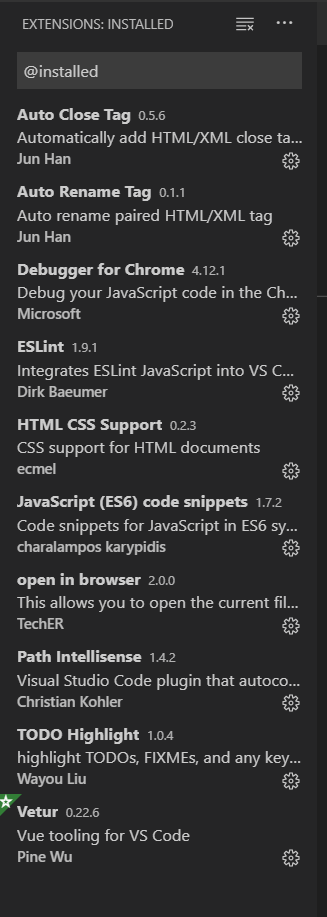 EXTENSIONS: INSTALLED
@installed
Auto Close Tag 0.5.6
Automatically add HTML/XML close ta...
Jun Han
Auto Rename Tag 0.1.1
Auto rename paired HTML/XML tag
Jun Han
Debugger for Chrome 4.12.1
Debug your JavaScript code in the Ch...
Microsoft
ESLint 1.9.1
Integrates ESLint JavaScript into VS C...
Dirk Baeumer
HTML CSS Support 0.2.3
CSS support for HTML documents
ecmel
JavaScript (ES6) code snippets 1.7.2
Code snippets for JavaScript in ES6 sy...
charalampos karypidis
open in browser 2.0.0
This allows you to open the current fil...
TechER
Path Intellisense 1.4.2
Visual Studio Code plugin that autoco...
Christian Kohler
TODO Highlight 1.0.4
highlight TODOs, FIXMEs, and any key...
Wayou Liu
Vetur 0.22.6
Vue tooling for VS Code
Pine Wu